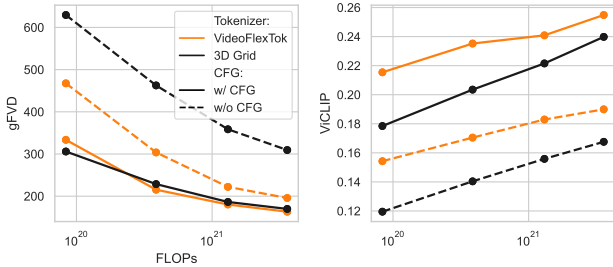 600
500
400
300
200
gFVD
10^20
10^21
FLOPs
Tokenizer:
VideoFlexTok
3D Grid
CFG:
w/ CFG
w/o CFG
0.26
0.24
0.22
0.20
0.18
0.16
0.14
0.12
ViCLIP
10^20
10^21